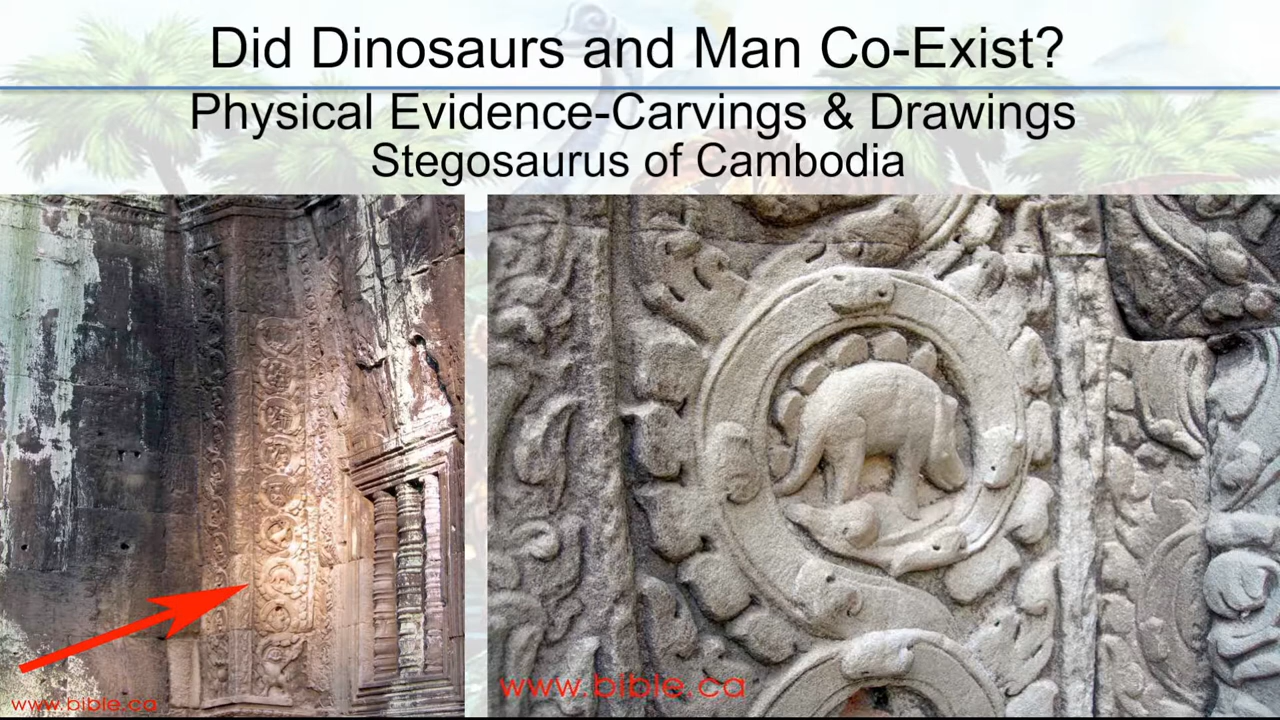 Did Dinosaurs and Man Co-Exist?
Physical Evidence-Carvings & Drawings
Stegosaurus of Cambodia
www.bible.ca
www.bible.ca